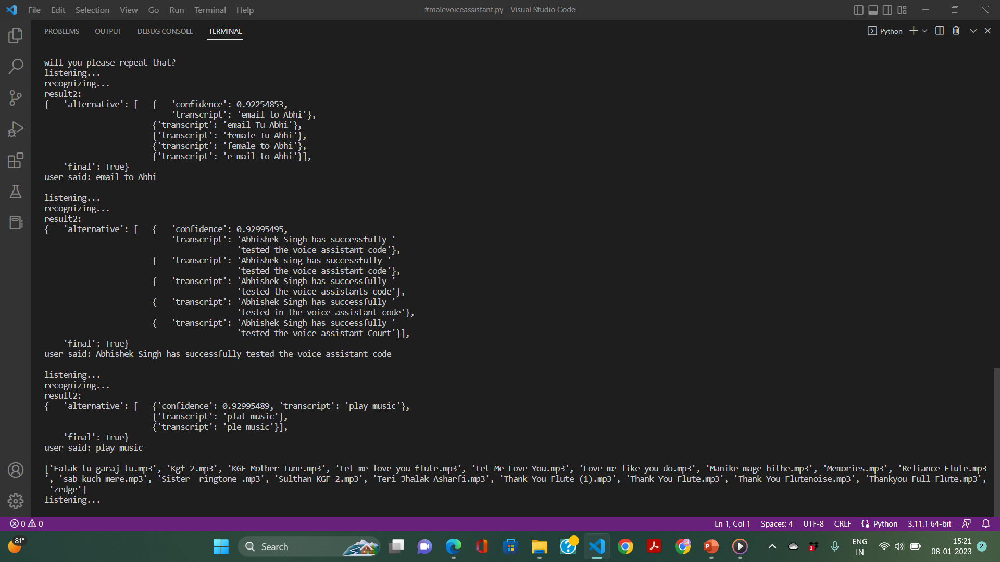 File Edit Selection View Go Run Terminal Help #malevoiceassistant.py - Visual Studio Code
PROBLEMS OUTPUT DEBUG CONSOLE TERMINAL Python
will you please repeat that?
listening...
recognizing...
result2:
{   'alternative': [   {   'confidence': 0.92254853,
                           'transcript': 'email to Abhi'},
                       {'transcript': 'email Tu Abhi'},
                       {'transcript': 'female Tu Abhi'},
                       {'transcript': 'female to Abhi'},
                       {'transcript': 'e-mail to Abhi'}],
    'final': True}
user said: email to Abhi
listening...
recognizing...
result2:
{   'alternative': [   {   'confidence': 0.92995495,
                           'transcript': 'Abhishek Singh has successfully '
                                         'tested the voice assistant code'},
                       {   'transcript': 'Abhishek sing has successfully '
                                         'tested the voice assistant code'},
                       {   'transcript': 'Abhishek Singh has successfully '
                                         'tested the voice assistants code'},
                       {   'transcript': 'Abhishek Singh has successfully '
                                         'tested in the voice assistant code'},
                       {   'transcript': 'Abhishek Singh has successfully '
                                         'tested the voice assistant Court'}],
    'final': True}
user said: Abhishek Singh has successfully tested the voice assistant code
listening...
recognizing...
result2:
{   'alternative': [   {'confidence': 0.92995489, 'transcript': 'play music'},
                       {'transcript': 'plat music'},
                       {'transcript': 'ple music'}],
    'final': True}
user said: play music
['Falak tu garaj tu.mp3', 'Kgf 2.mp3', 'KGF Mother Tune.mp3', 'Let me love you flute.mp3', 'Let Me Love You.mp3', 'Love me like you do.mp3', 'Manike mage hithe.mp3', 'Memories.mp3', 'Reliance Flute.mp3
', 'sab kuch mere.mp3', 'Sister  ringtone .mp3', 'Sulthan KGF 2.mp3', 'Teri Jhalak Asharfi.mp3', 'Thank You Flute (1).mp3', 'Thank You Flute.mp3', 'Thank You Flutenoise.mp3', 'Thankyou Full Flute.mp3',
 'zedge']
listening...
0 0 Ln 1, Col 1 Spaces: 4 UTF-8 CRLF Python 3.11.1 64-bit
81° Search ENG 15:21
IN 08-01-2023 2